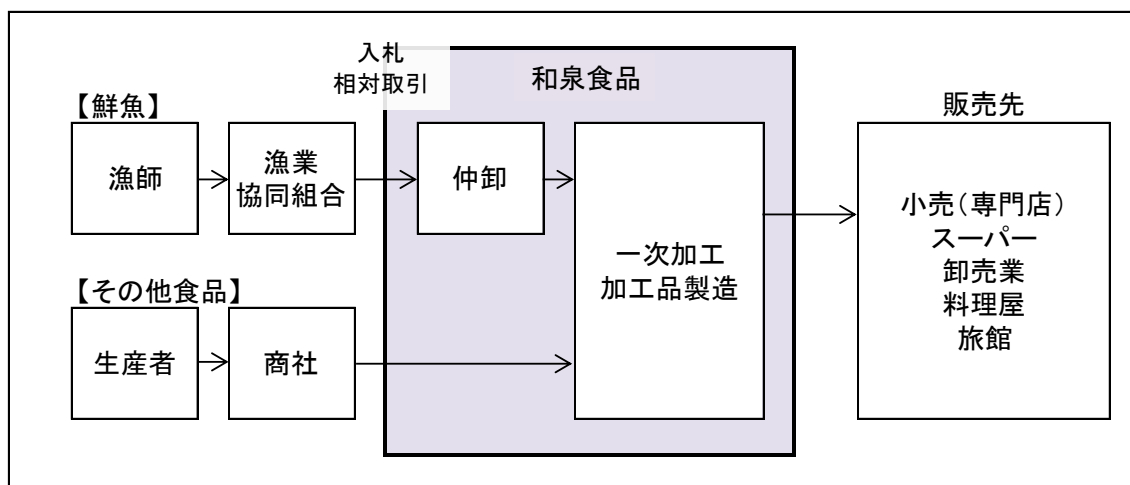 入札
相対取引
和泉食品
【鮮魚】
漁師
漁業
協同組合
仲卸
一次加工
加工品製造
販売先
小売（専門店）
スーパー
卸売業
料理屋
旅館
【その他食品】
生産者
商社